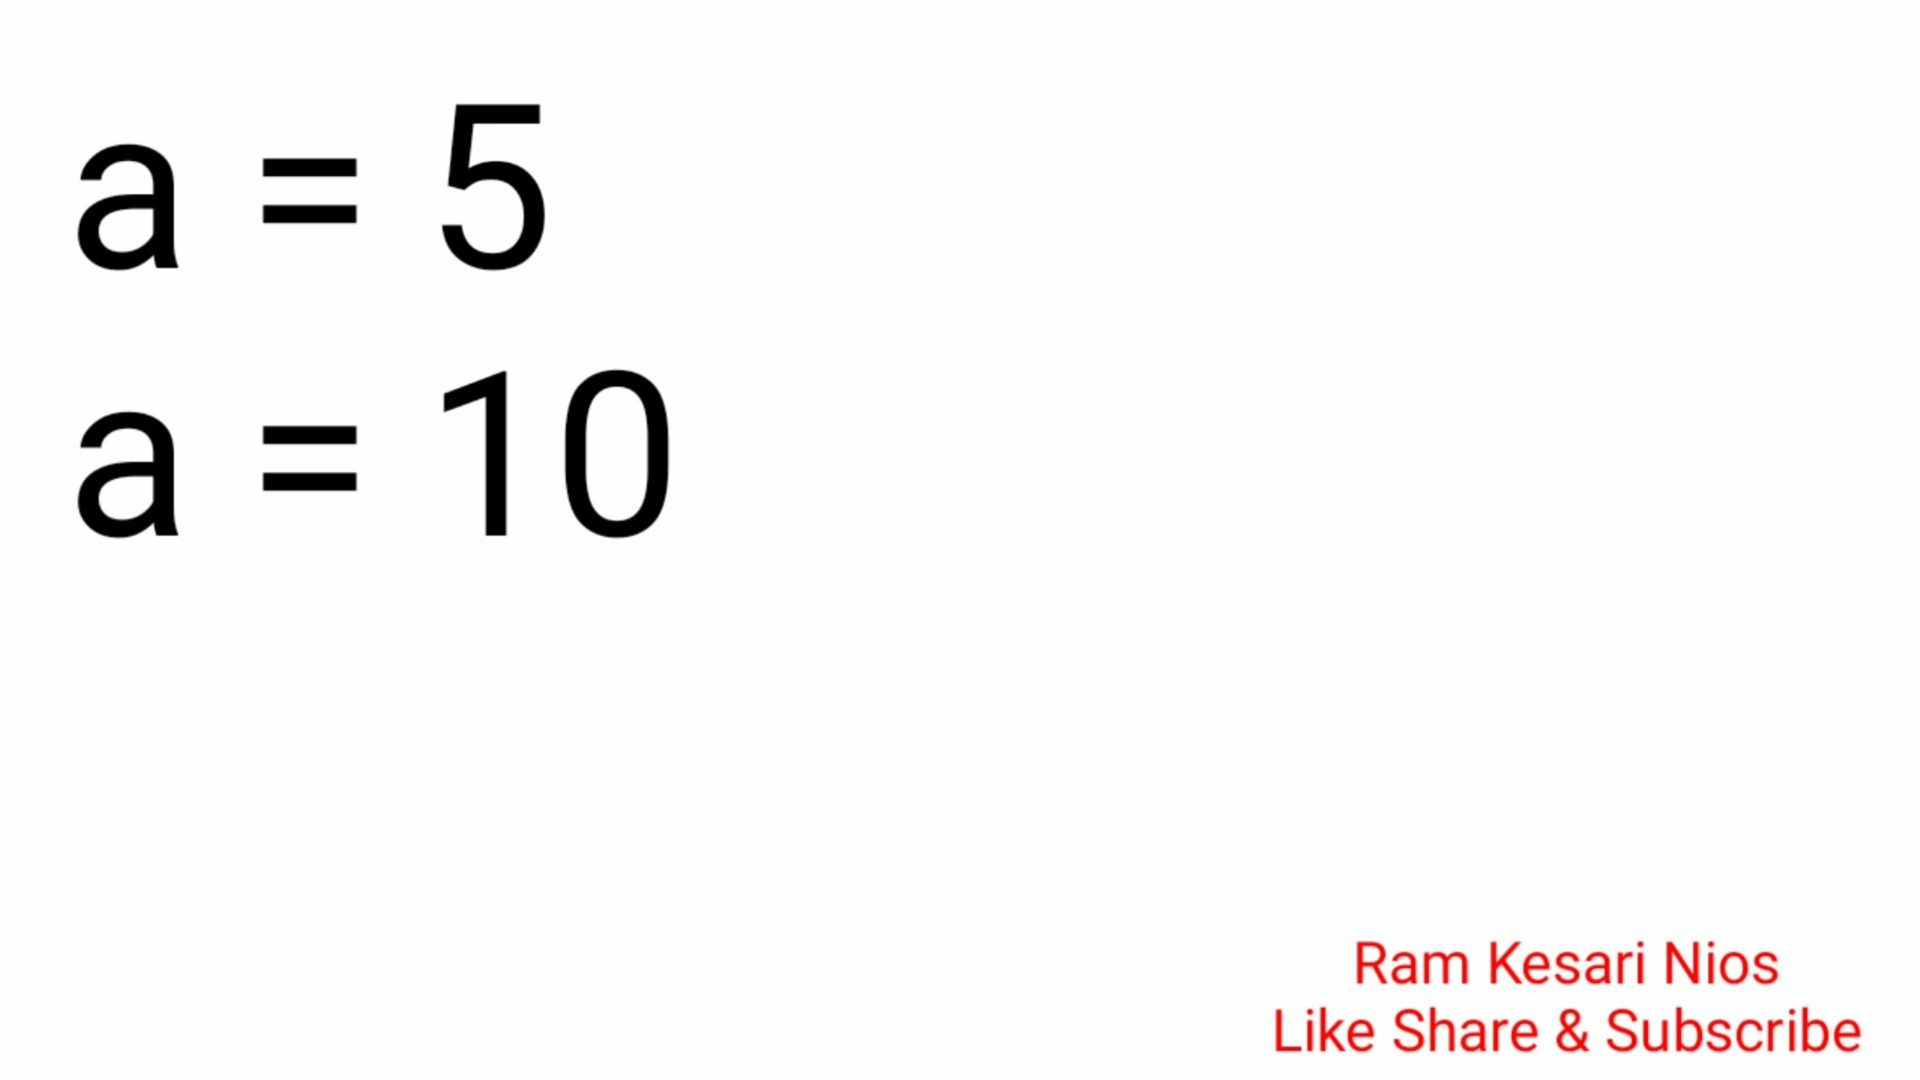 a = 5
a = 10
Ram Kesari Nios
Like Share & Subscribe